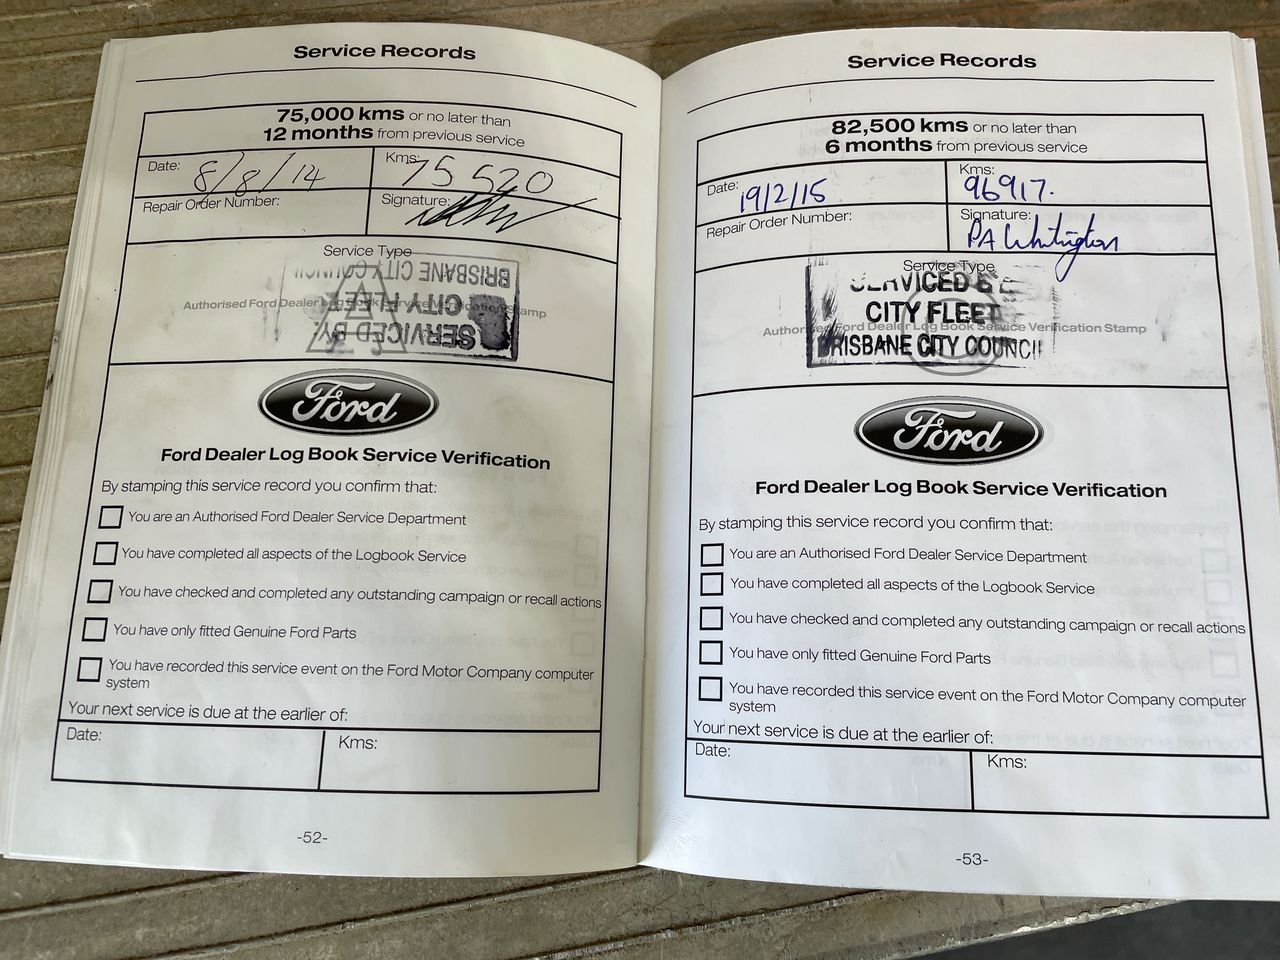 Service Records
75,000 kms or no later than
12 months from previous service
Date: 8/8/14
Kms: 75520
Repair Order Number:
Signature:
Service Type
Authorised Ford Dealer Log Book Service Verification Stamp
SERVICED BY:
CITY FLEET
BRISBANE CITY COUNCIL
Ford
Ford Dealer Log Book Service Verification
By stamping this service record you confirm that:
You are an Authorised Ford Dealer Service Department
You have completed all aspects of the Logbook Service
You have checked and completed any outstanding campaign or recall actions
You have only fitted Genuine Ford Parts
You have recorded this service event on the Ford Motor Company computer
system
Your next service is due at the earlier of:
Date:
Kms:
-52-
Service Records
82,500 kms or no later than
6 months from previous service
Date: 19/2/15
Kms: 96917.
Repair Order Number:
Signature: PA Whitington
Service Type
Authorised Ford Dealer Log Book Service Verification Stamp
SERVICED BY
CITY FLEET
BRISBANE CITY COUNCIL
Ford
Ford Dealer Log Book Service Verification
By stamping this service record you confirm that:
You are an Authorised Ford Dealer Service Department
You have completed all aspects of the Logbook Service
You have checked and completed any outstanding campaign or recall actions
You have only fitted Genuine Ford Parts
You have recorded this service event on the Ford Motor Company computer
system
Your next service is due at the earlier of:
Date:
Kms:
-53-